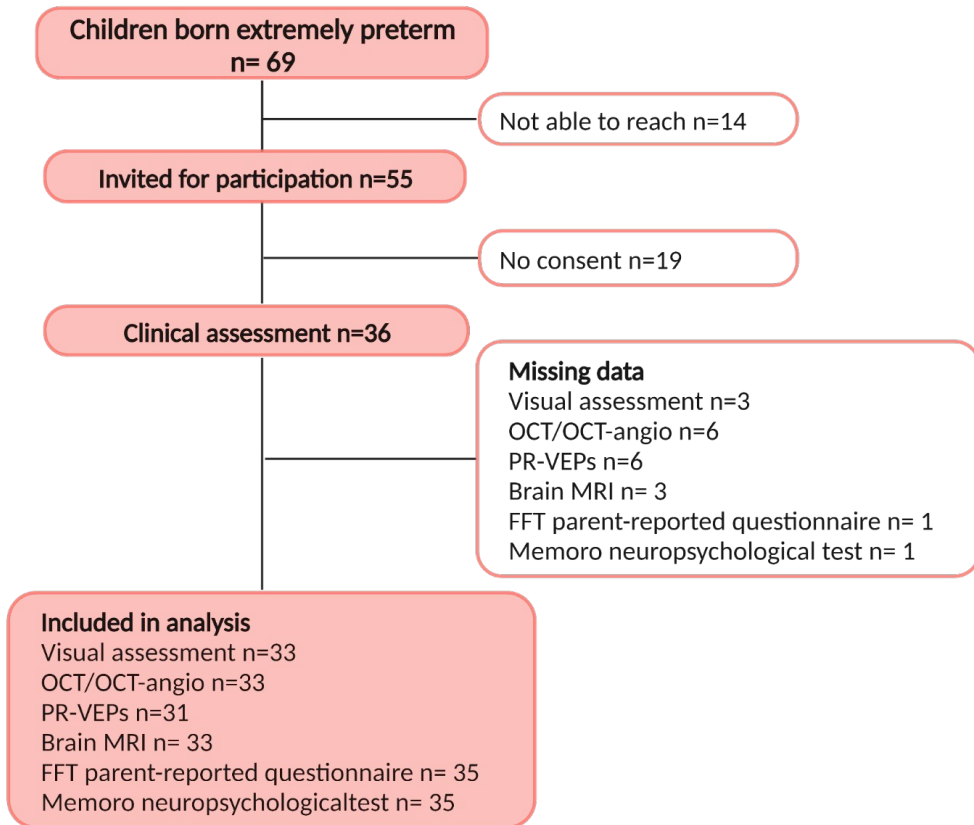 Children born extremely preterm
n= 69
Not able to reach n=14
Invited for participation n=55
No consent n=19
Clinical assessment n=36
Missing data
Visual assessment n=3
OCT/OCT-angio n=6
PR-VEPs n=6
Brain MRI n= 3
FFT parent-reported questionnaire n= 1
Memoro neuropsychological test n= 1
Included in analysis
Visual assessment n=33
OCT/OCT-angio n=33
PR-VEPs n=31
Brain MRI n= 33
FFT parent-reported questionnaire n= 35
Memoro neuropsychologicaltest n= 35